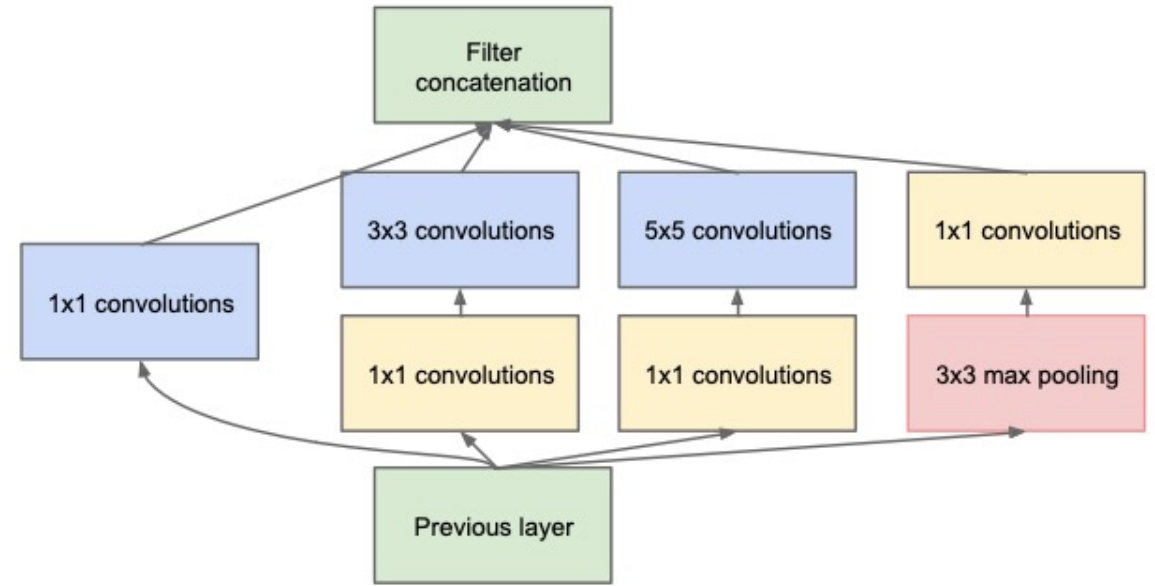 Filter
concatenation
3x3 convolutions
5x5 convolutions
1x1 convolutions
1x1 convolutions
1x1 convolutions
1x1 convolutions
3x3 max pooling
Previous layer